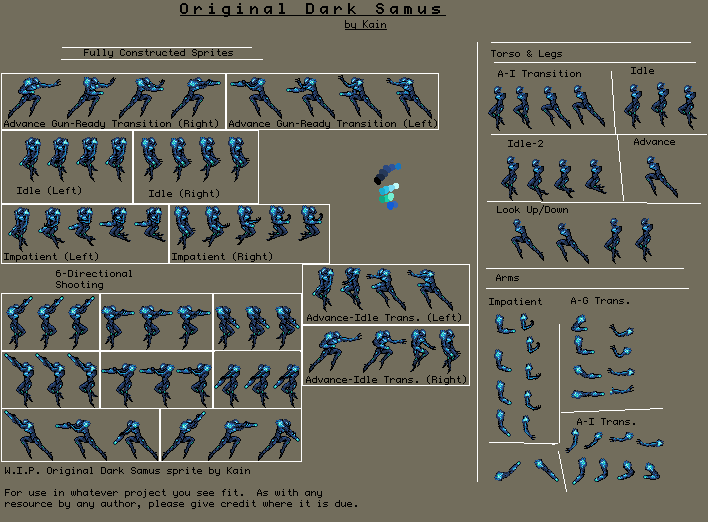 Original Dark Samus
by Kain
Fully Constructed Sprites
Advance Gun-Ready Transition (Right)
Advance Gun-Ready Transition (Left)
Idle (Left)
Idle (Right)
Impatient (Left)
Impatient (Right)
6-Directional
Shooting
Advance-Idle Trans. (Left)
Advance-Idle Trans. (Right)
W.I.P. Original Dark Samus sprite by Kain
For use in whatever project you see fit. As with any
resource by any author, please give credit where it is due.
Torso & Legs
A-I Transition
Idle
Idle-2
Advance
Look Up/Down
Arms
Impatient
A-G Trans.
A-I Trans.